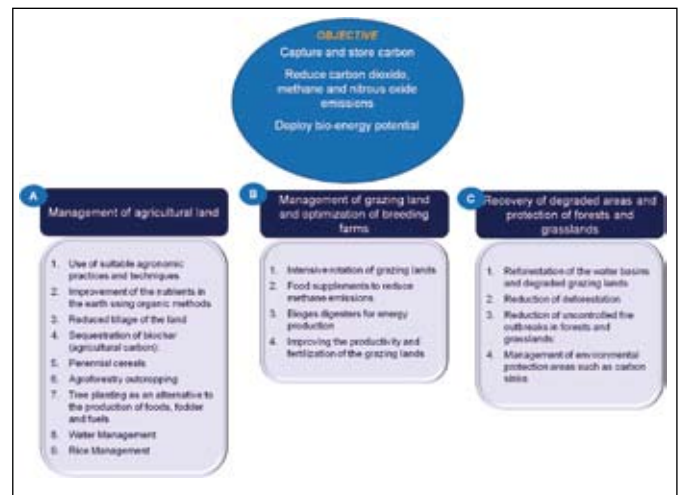 OBJECTIVE
Capture and store carbon
Reduce carbon dioxide,
methane and nitrous oxide
emissions
Deploy bio-energy potential
A
Management of agricultural land
1. Use of suitable agronomic
practices and techniques
2. Improvement of the nutrients in
the earth using organic methods
3. Reduced tillage of the land
4. Sequestration of biochar
(agricultural carbon):
5. Perennial cereals
6. Agroforestry outcropping
7. Tree planting as an alternative to
the production of foods, fodder
and fuels
8. Water Management
9. Rice Management
B
Management of grazing land
and optimization of breeding
farms
1. Intensive rotation of grazing lands
2. Food supplements to reduce
methane emissions
3. Biogas digesters for energy
production
4. Improving the productivity and
fertilization of the grazing lands
C
Recovery of degraded areas and
protection of forests and
grasslands
1. Reforestation of the water basins
and degraded grazing lands
2. Reduction of deforestation
3. Reduction of uncontrolled fire
outbreaks in forests and
grasslands
4. Management of environmental
protection areas such as carbon
sinks